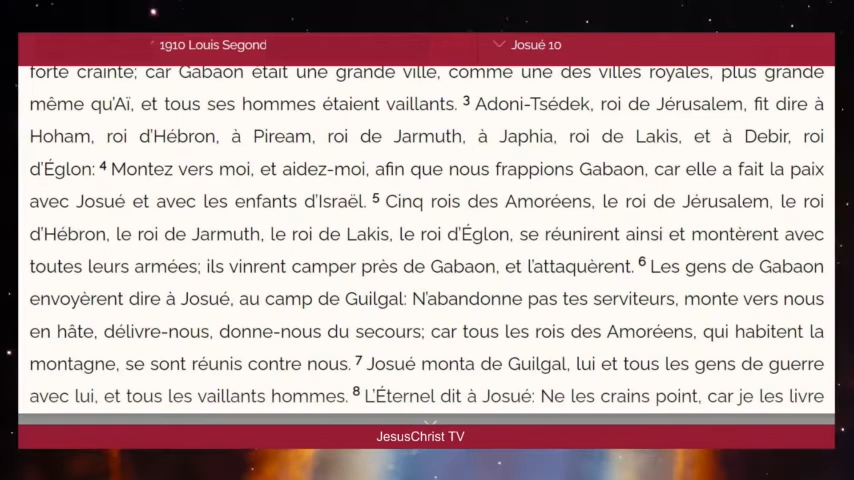 1910 Louis Segond
Josué 10
forte crainte; car Gabaon était une grande ville, comme une des villes royales, plus grande
même qu'Aï, et tous ses hommes étaient vaillants. 3 Adoni-Tsédek, roi de Jérusalem, fit dire à
Hoham, roi d'Hébron, à Piream, roi de Jarmuth, à Japhia, roi de Lakis, et à Debir, roi
d'Églon: 4 Montez vers moi, et aidez-moi, afin que nous frappions Gabaon, car elle a fait la paix
avec Josué et avec les enfants d'Israël. 5 Cinq rois des Amoréens, le roi de Jérusalem, le roi
d'Hébron, le roi de Jarmuth, le roi de Lakis, le roi d'Églon, se réunirent ainsi et montèrent avec
toutes leurs armées; ils vinrent camper près de Gabaon, et l'attaquèrent. 6 Les gens de Gabaon
envoyèrent dire à Josué, au camp de Guilgal: N'abandonne pas tes serviteurs, monte vers nous
en hâte, délivre-nous, donne-nous du secours; car tous les rois des Amoréens, qui habitent la
montagne, se sont réunis contre nous. 7 Josué monta de Guilgal, lui et tous les gens de guerre
avec lui, et tous les vaillants hommes. 8 L'Éternel dit à Josué: Ne les crains point, car je les livre
JesusChrist TV